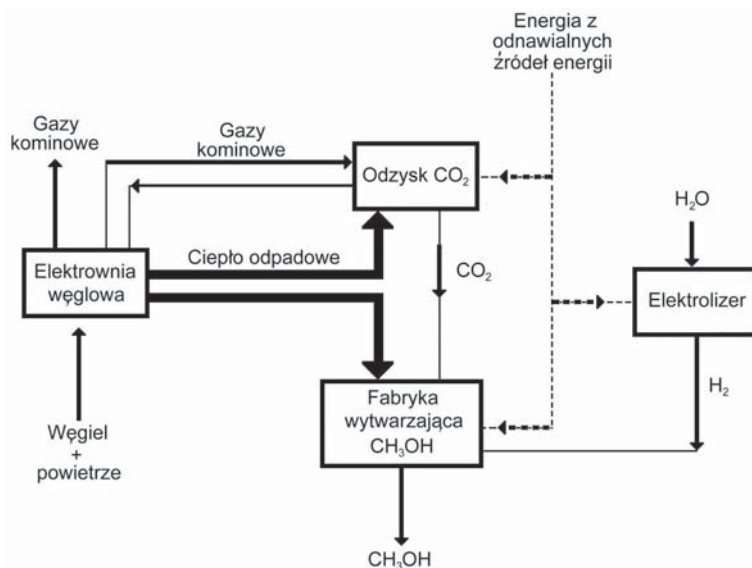 Energia z
odnawialnych
źródeł energii
Gazy
kominowe
Gazy
kominowe
Odzysk CO₂
H₂O
Ciepło odpadowe
Elektrownia
węglowa
CO₂
Elektrolizer
Fabryka
wytwarzająca
CH₃OH
H₂
Węgiel
+
powietrze
CH₃OH